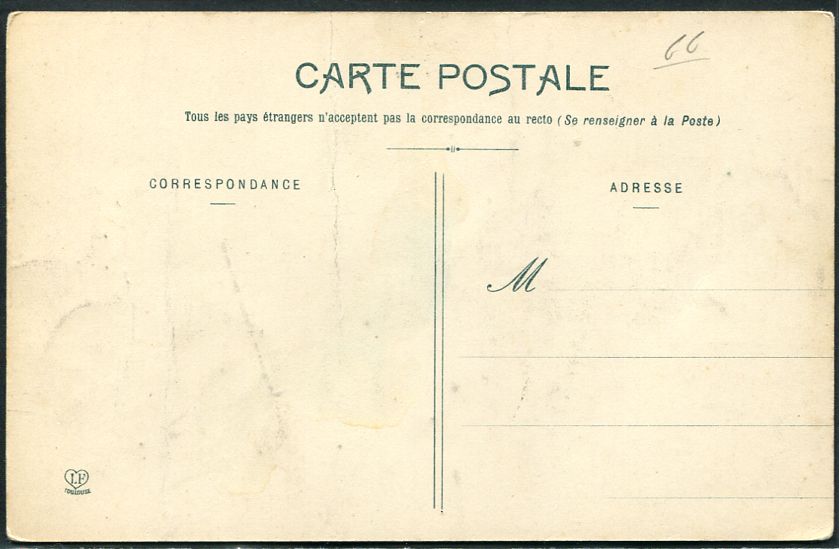 66
CARTE POSTALE
Tous les pays étrangers n'acceptent pas la correspondance au recto (Se renseigner à la Poste)
CORRESPONDANCE
ADRESSE
M
LF
TOULOUSE